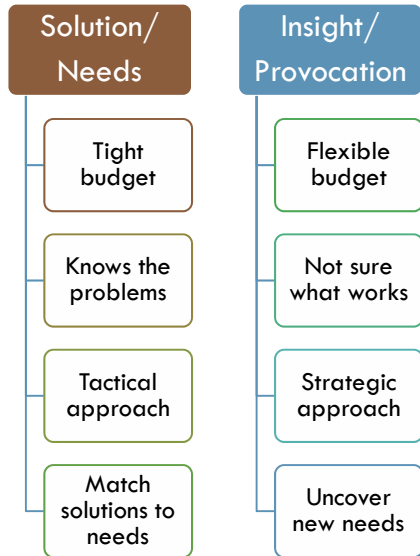 Solution/
Needs
Tight
budget
Knows the
problems
Tactical
approach
Match
solutions to
needs
Insight/
Provocation
Flexible
budget
Not sure
what works
Strategic
approach
Uncover
new needs